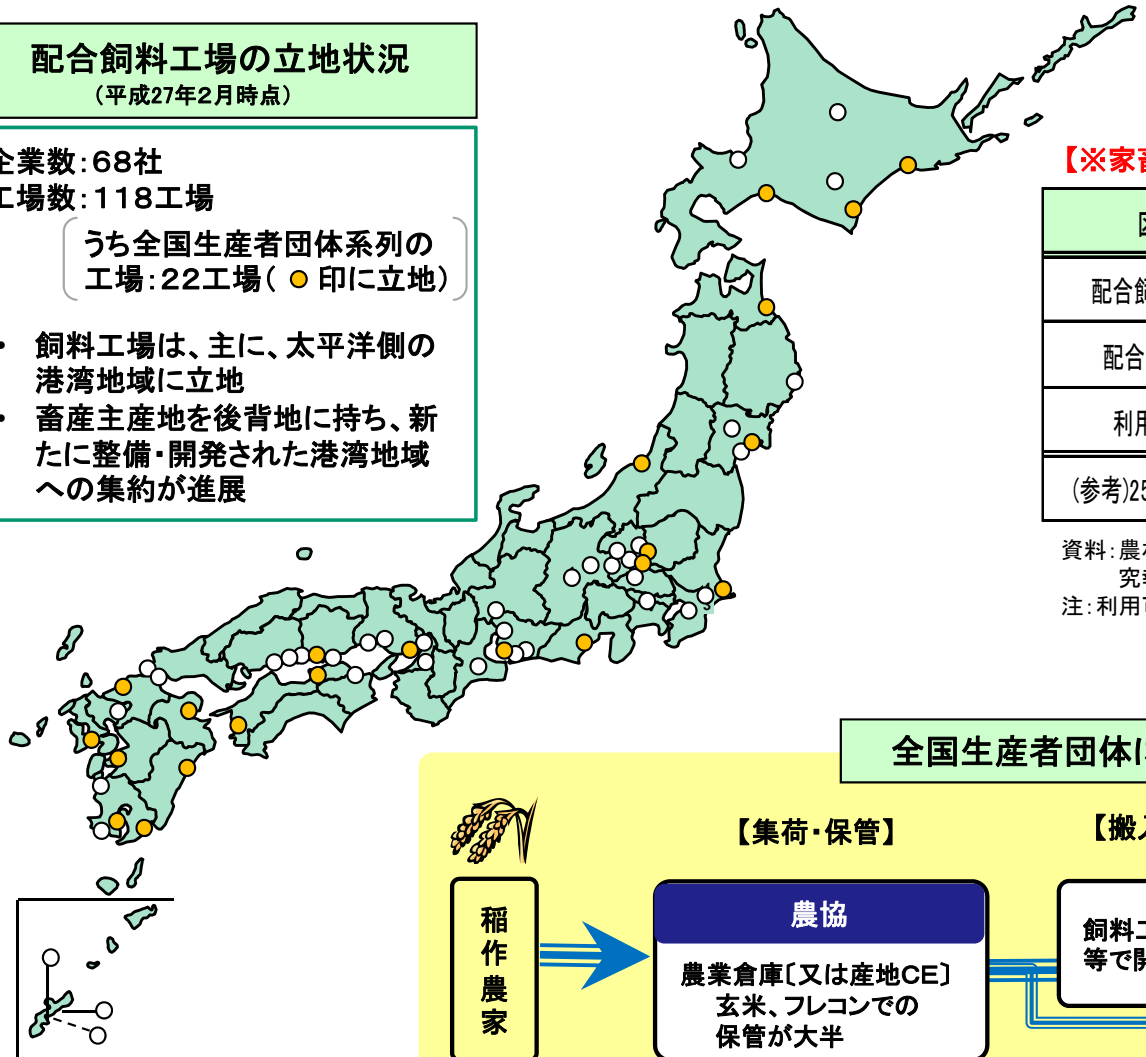 配合飼料工場の立地状況
(平成27年2月時点)
企業数:68社
工場数:118工場
うち全国生産者団体系列の
工場:22工場( 印に立地)
・ 飼料工場は、主に、太平洋側の
港湾地域に立地
・ 畜産主産地を後背地に持ち、新
たに整備・開発された港湾地域
への集約が進展
【※家
配合
配合
利用
(参考)25
資料:農
究
注:利用
全国生産者団体
【集荷・保管】
【搬
稲作農家
農協
農業倉庫〔又は産地CE〕
玄米、フレコンでの
保管が大半
飼料
等で